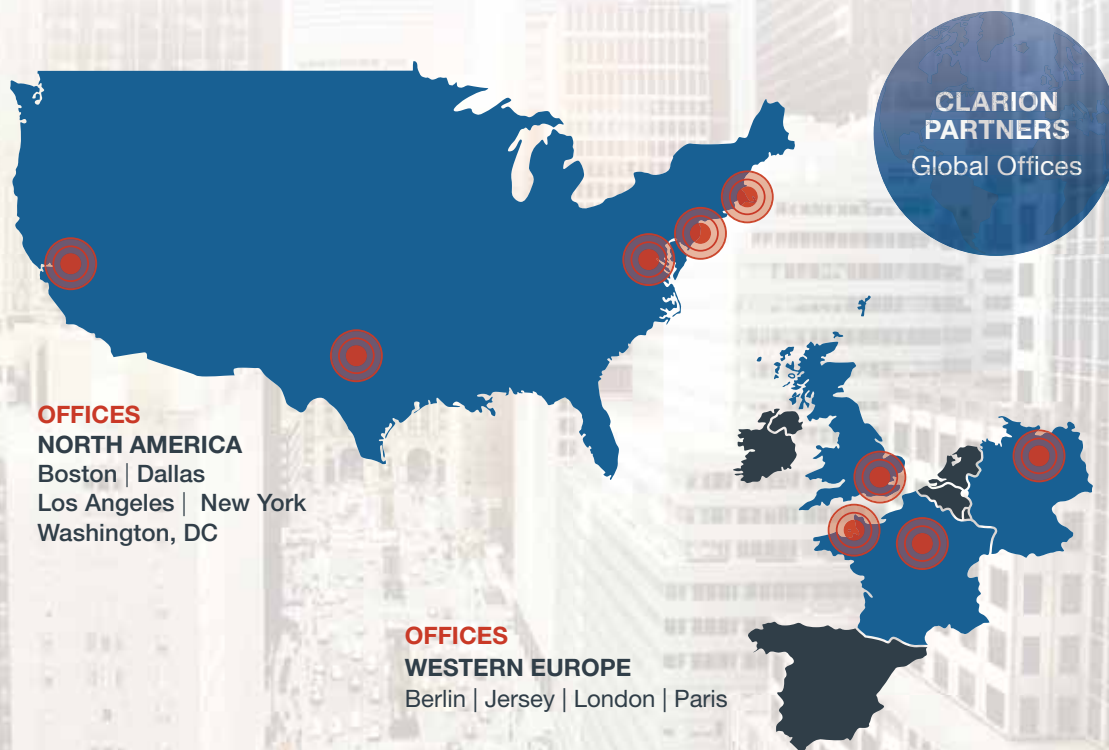 CLARION
PARTNERS
Global Offices
OFFICES
NORTH AMERICA
Boston | Dallas
Los Angeles | New York
Washington, DC
OFFICES
WESTERN EUROPE
Berlin | Jersey | London | Paris